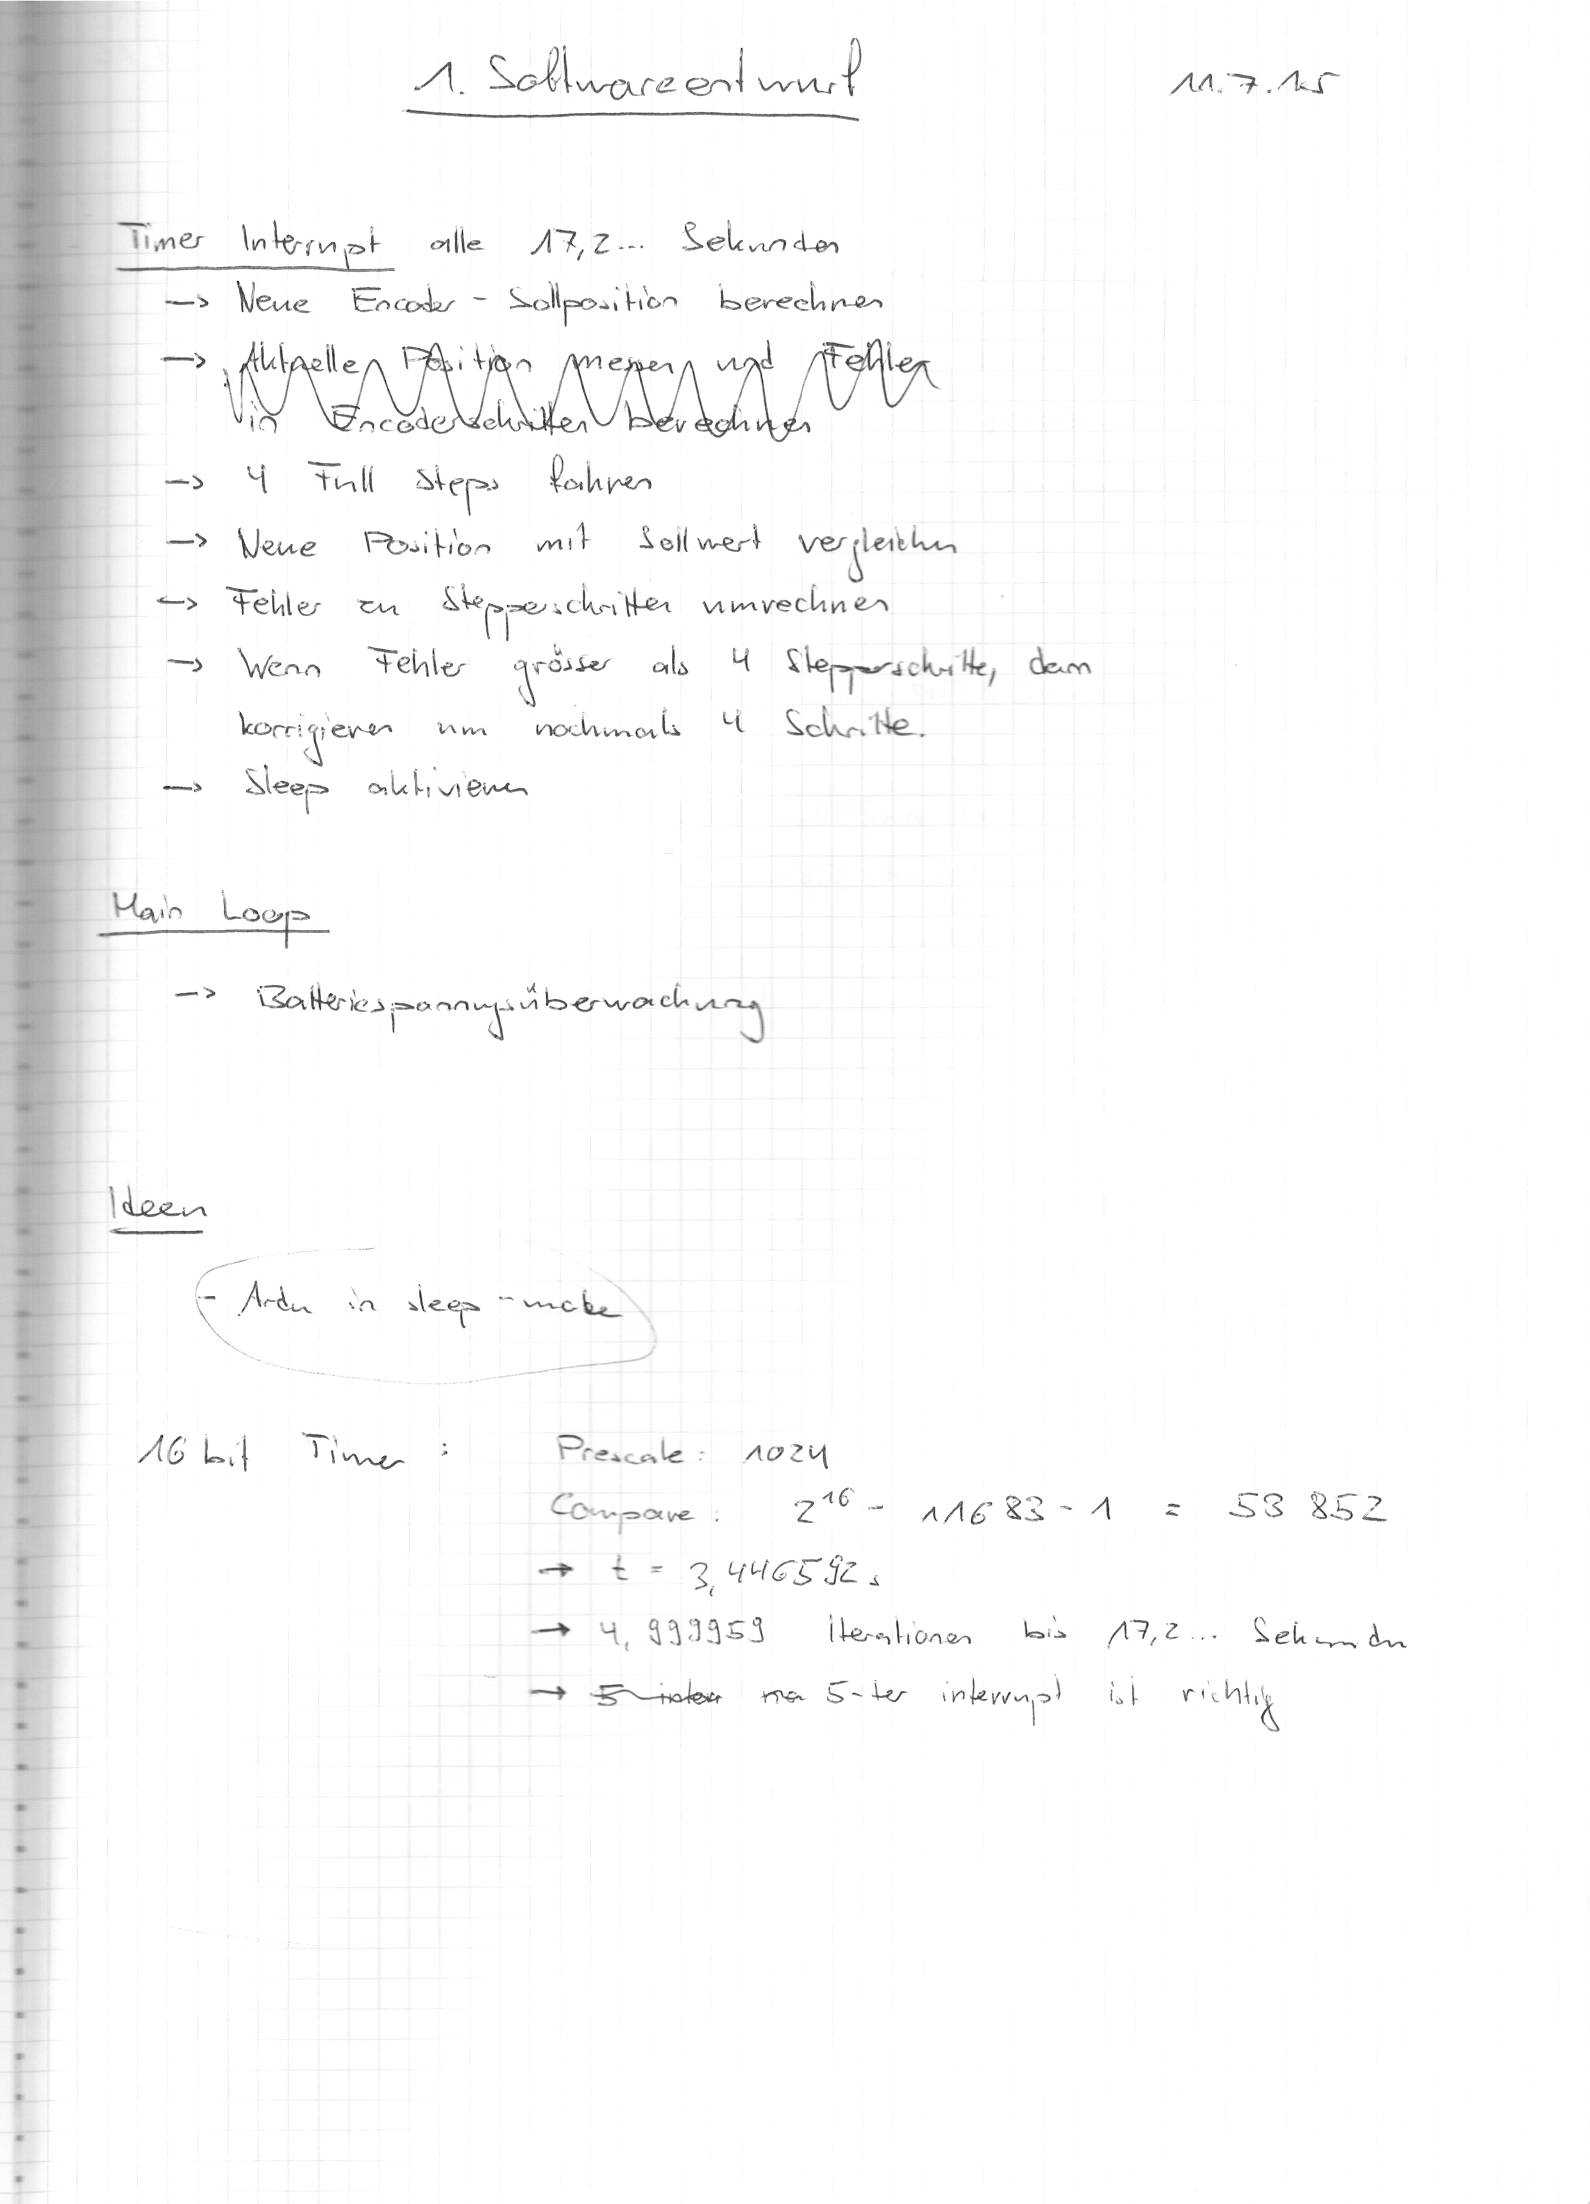 1. Softwareentwurf 11.7.15
Timer Interrupt alle 17,2... Sekunden
-> Neue Encoder - Sollposition berechnen
-> Aktuellen Position messen und Fehler
in Encoderschritten berechnen
-> 4 Full Steps fahren
-> Neue Position mit Sollwert vergleichen
-> Fehler zu Stepperschritten umrechnen
-> Wenn Fehler grösser als 4 Stepperschritte, dann
korrigieren um nochmals 4 Schritte.
-> Sleep aktivieren
Main Loop
-> Batteriespannungsüberwachung
Ideen
- Ardu in sleep-mode
16 bit Timer : Prescale: 1024
Compare: 2^16 - 11683 - 1 = 53 852
→ t = 3,446592 s
→ 4,999959 Iterationen bis 17,2... Sekunden
→ 5 5-ter interrupt ist richtig